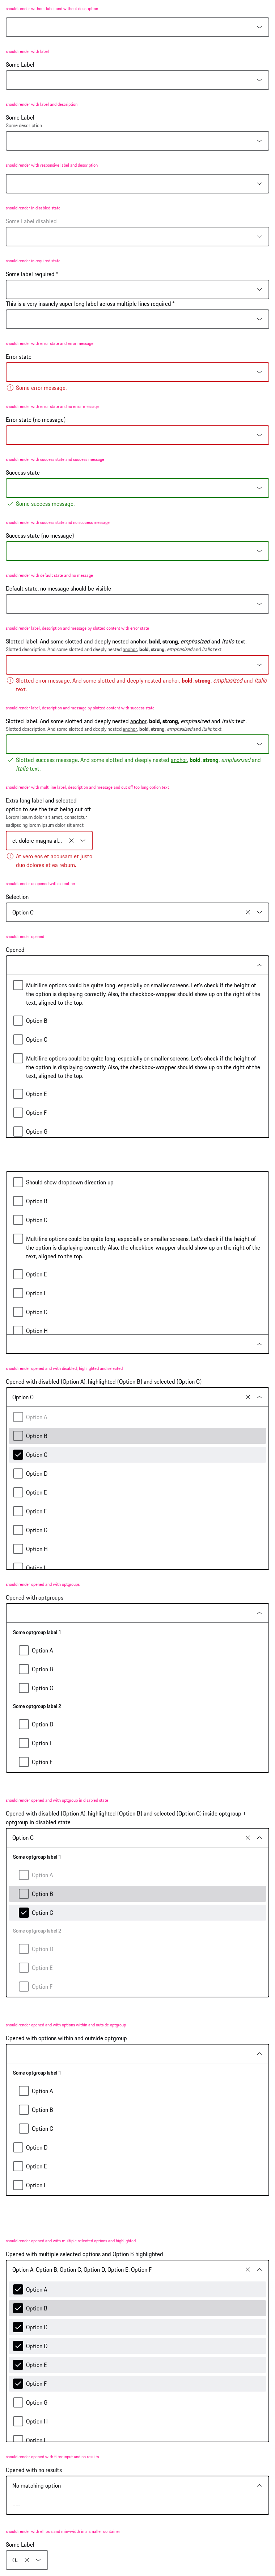 should render without label and without description
should render with label
Some Label
should render with label and description
Some Label
Some description
should render with responsive label and description
should render in disabled state
Some Label disabled
should render in required state
Some label required *
This is a very insanely super long label across multiple lines required *
should render with error state and error message
Error state
Some error message.
should render with error state and no error message
Error state (no message)
should render with success state and success message
Success state
Some success message.
should render with success state and no success message
Success state (no message)
should render with default state and no message
Default state, no message should be visible
should render label, description and message by slotted content with error state
Slotted label. And some slotted and deeply nested anchor, bold, strong, emphasized and italic text.
Slotted description. And some slotted and deeply nested anchor, bold, strong, emphasized and italic text.
Slotted error message. And some slotted and deeply nested anchor, bold, strong, emphasized and italic
text.
should render label, description and message by slotted content with success state
Slotted label. And some slotted and deeply nested anchor, bold, strong, emphasized and italic text.
Slotted description. And some slotted and deeply nested anchor, bold, strong, emphasized and italic text.
Slotted success message. And some slotted and deeply nested anchor, bold, strong, emphasized and
italic text.
should render with multiline label, description and message and cut off too long option text
Extra long label and selected
option to see the text being cut off
Lorem ipsum dolor sit amet, consetetur
sadipscing lorem ipsum dolor sit amet
et dolore magna al...
At vero eos et accusam et justo
duo dolores et ea rebum.
should render unopened with selection
Selection
Option C
should render opened
Opened
Multiline options could be quite long, especially on smaller screens. Let's check if the height of
the option is displaying correctly. Also, the checkbox-wrapper should show up on the right of the
text, aligned to the top.
Option B
Option C
Multiline options could be quite long, especially on smaller screens. Let's check if the height of
the option is displaying correctly. Also, the checkbox-wrapper should show up on the right of the
text, aligned to the top.
Option E
Option F
Option G
Should show dropdown direction up
Option B
Option C
Multiline options could be quite long, especially on smaller screens. Let's check if the height of
the option is displaying correctly. Also, the checkbox-wrapper should show up on the right of the
text, aligned to the top.
Option E
Option F
Option G
Option H
should render opened and with disabled, highlighted and selected
Opened with disabled (Option A), highlighted (Option B) and selected (Option C)
Option C
Option A
Option B
Option C
Option D
Option E
Option F
Option G
Option H
Option I
should render opened and with optgroups
Opened with optgroups
Some optgroup label 1
Option A
Option B
Option C
Some optgroup label 2
Option D
Option E
Option F
should render opened and with optgroup in disabled state
Opened with disabled (Option A), highlighted (Option B) and selected (Option C) inside optgroup +
optgroup in disabled state
Option C
Some optgroup label 1
Option A
Option B
Option C
Some optgroup label 2
Option D
Option E
Option F
should render opened and with options within and outside optgroup
Opened with options within and outside optgroup
Some optgroup label 1
Option A
Option B
Option C
Option D
Option E
Option F
should render opened and with multiple selected options and highlighted
Opened with multiple selected options and Option B highlighted
Option A, Option B, Option C, Option D, Option E, Option F
Option A
Option B
Option C
Option D
Option E
Option F
Option G
Option H
Option I
should render opened with filter input and no results
Opened with no results
No matching option
---
should render with ellipsis and min-width in a smaller container
Some Label
O..